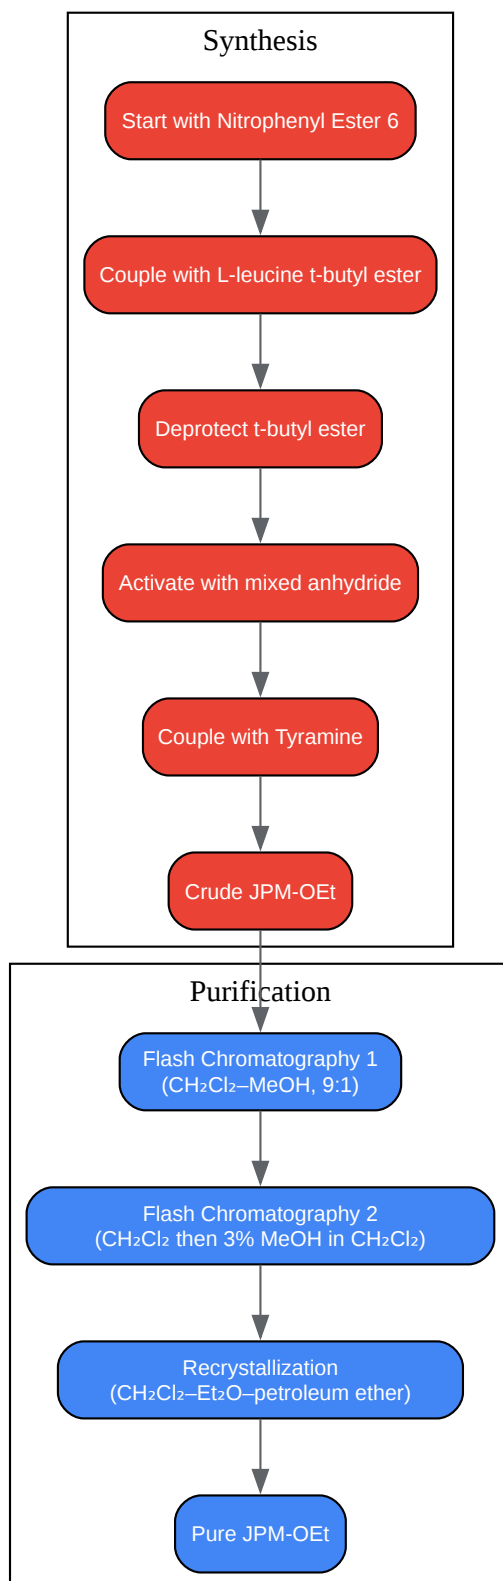 Synthesis
Start with Nitrophenyl Ester 6
Couple with L-leucine t-butyl ester
Deprotect t-butyl ester
Activate with mixed anhydride
Couple with Tyramine
Crude JPM-OEt
Purification
Flash Chromatography 1
(CH₂Cl₂–MeOH, 9:1)
Flash Chromatography 2
(CH₂Cl₂ then 3% MeOH in CH₂Cl₂)
Recrystallization
(CH₂Cl₂–Et₂O–petroleum ether)
Pure JPM-OEt